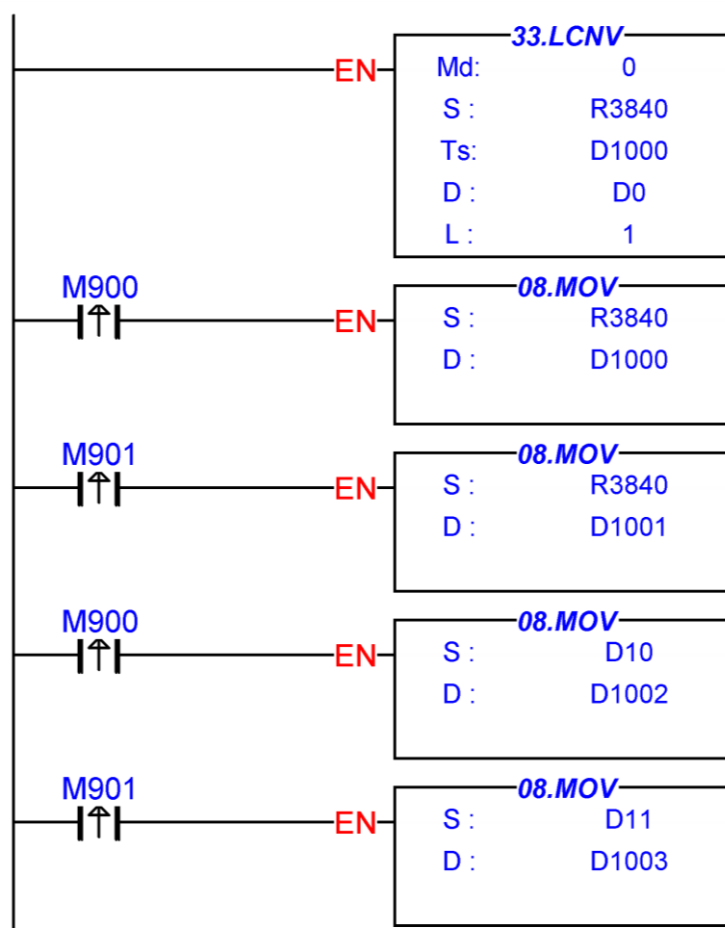 33.LCNV
EN
Md: 0
S : R3840
Ts: D1000
D : D0
L : 1
M900
08.MOV
EN
S : R3840
D : D1000
M901
08.MOV
EN
S : R3840
D : D1001
M900
08.MOV
EN
S : D10
D : D1002
M901
08.MOV
EN
S : D11
D : D1003